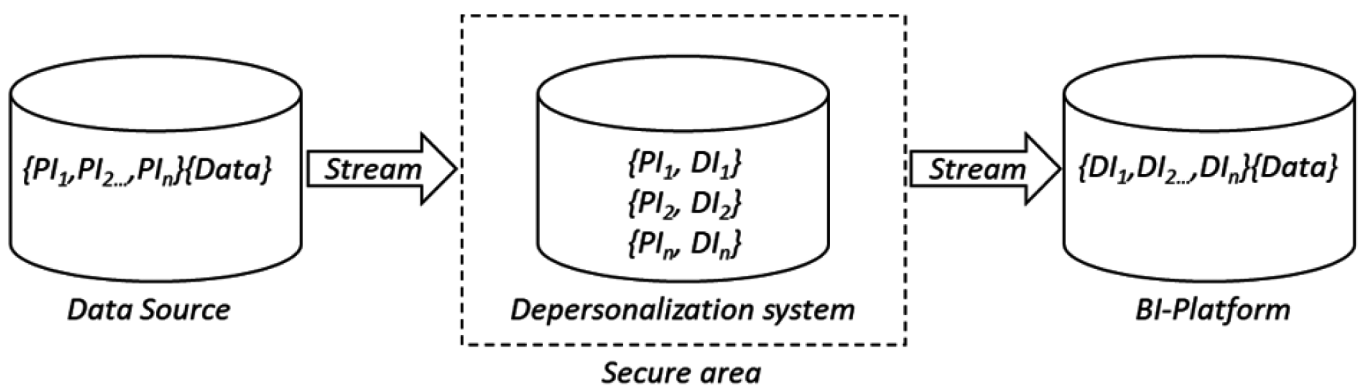 {PI₁,PI₂...,PIₙ}{Data}
Data Source
Stream
{PI₁, DI₁}
{PI₂, DI₂}
{PIₙ, DIₙ}
Depersonalization system
Secure area
Stream
{DI₁,DI₂...,DIₙ}{Data}
BI-Platform